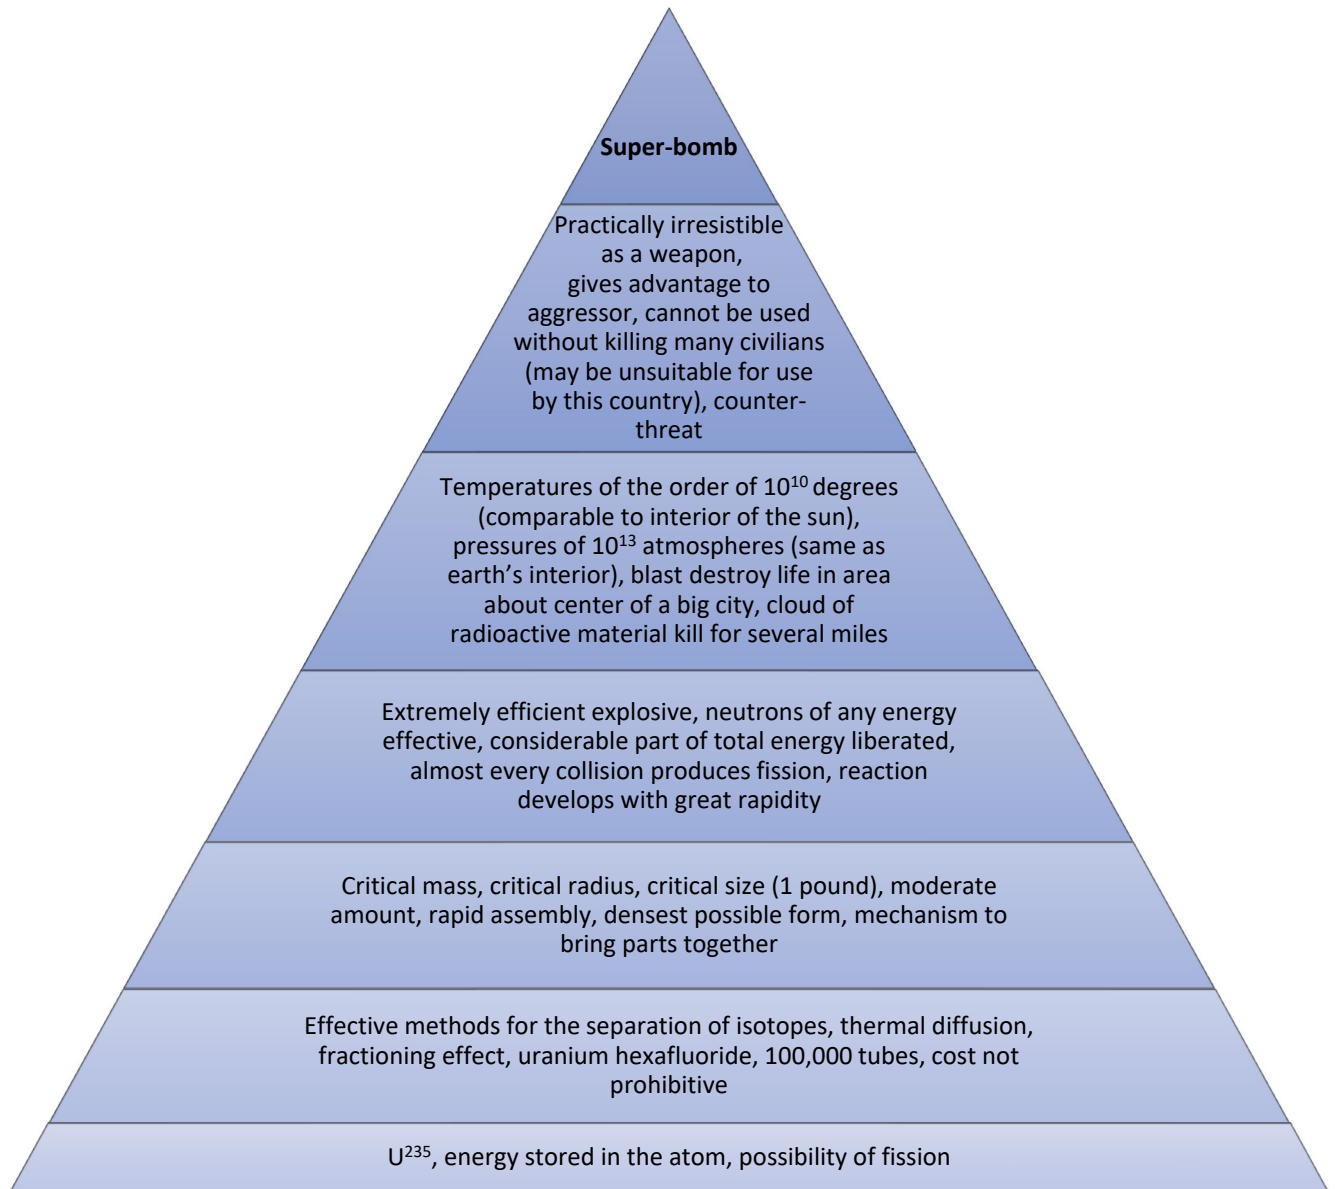 Super-bomb
Practically irresistible
as a weapon,
gives advantage to
aggressor, cannot be used
without killing many civilians
(may be unsuitable for use
by this country), counter-
threat
Temperatures of the order of 10¹⁰ degrees
(comparable to interior of the sun),
pressures of 10¹³ atmospheres (same as
earth’s interior), blast destroy life in area
about center of a big city, cloud of
radioactive material kill for several miles
Extremely efficient explosive, neutrons of any energy
effective, considerable part of total energy liberated,
almost every collision produces fission, reaction
develops with great rapidity
Critical mass, critical radius, critical size (1 pound), moderate
amount, rapid assembly, densest possible form, mechanism to
bring parts together
Effective methods for the separation of isotopes, thermal diffusion,
fractioning effect, uranium hexafluoride, 100,000 tubes, cost not
prohibitive
U²³⁵, energy stored in the atom, possibility of fission